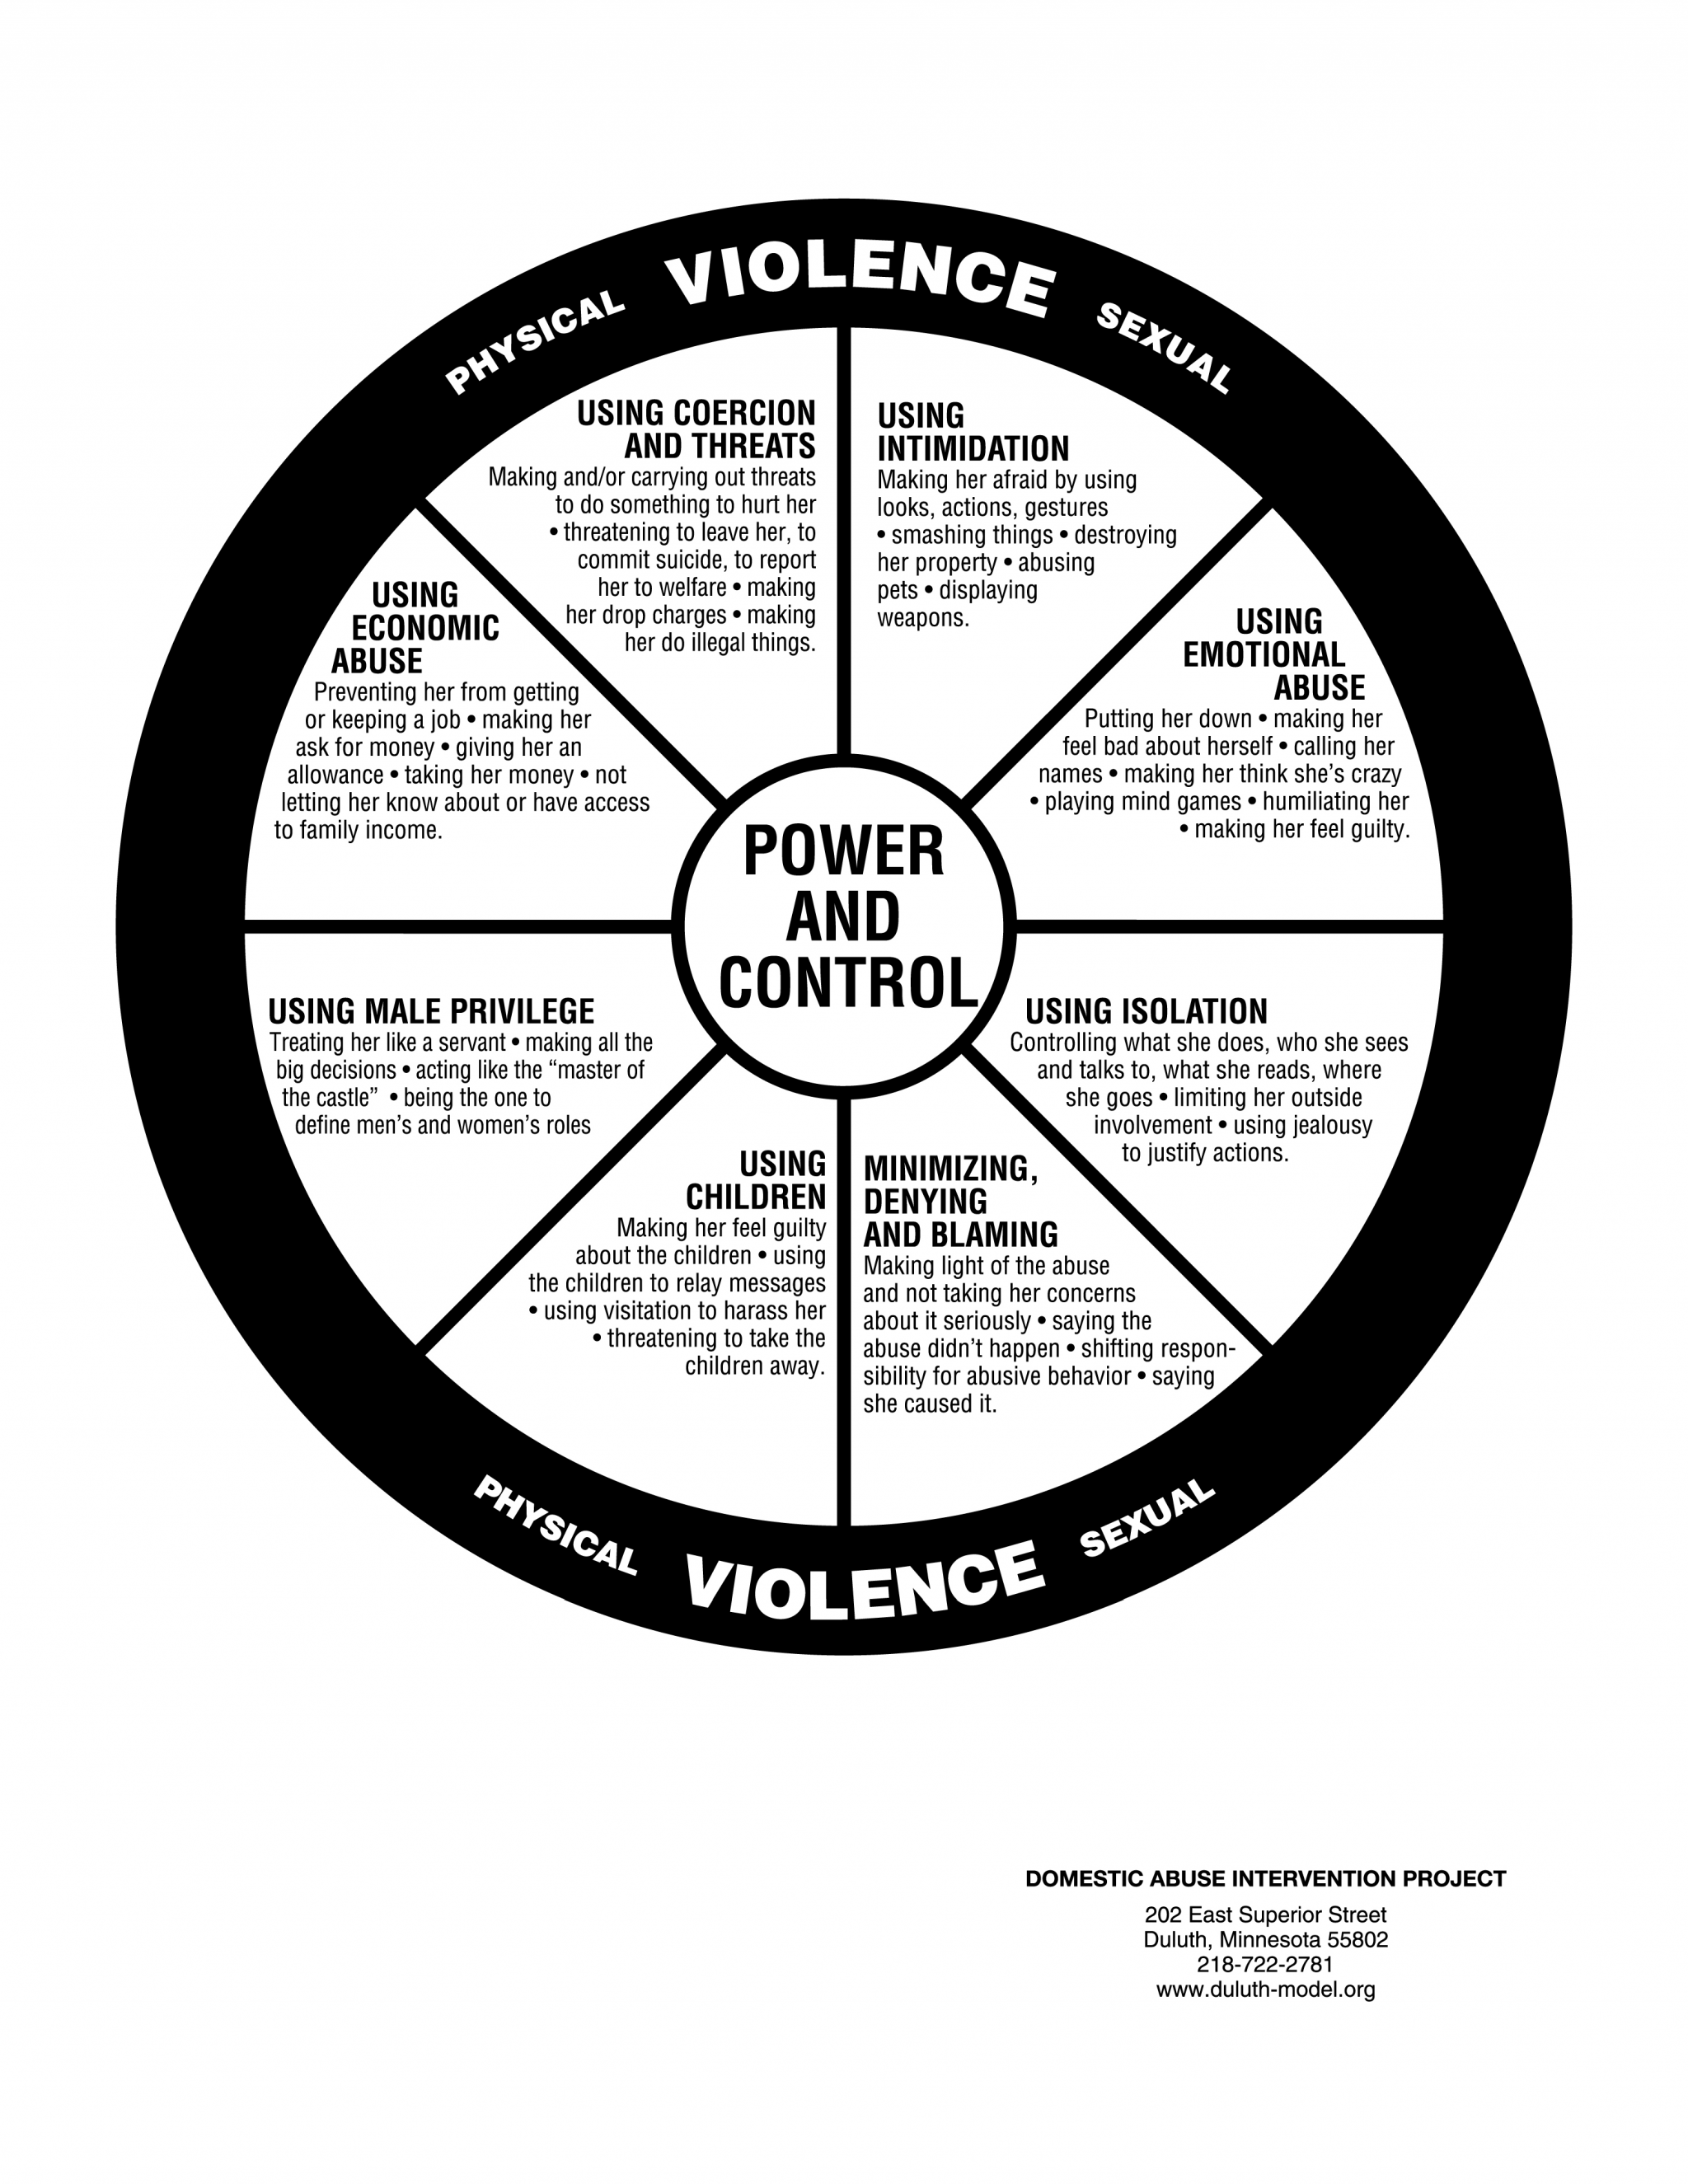 PHYSICAL VIOLENCE SEXUAL
USING COERCION
AND THREATS
Making and/or carrying out threats
to do something to hurt her
• threatening to leave her, to
commit suicide, to report
her to welfare • making
her drop charges • making
her do illegal things.
USING
INTIMIDATION
Making her afraid by using
looks, actions, gestures
• smashing things • destroying
her property • abusing
pets • displaying
weapons.
USING
EMOTIONAL
ABUSE
Putting her down • making her
feel bad about herself • calling her
names • making her think she's crazy
• playing mind games • humiliating her
• making her feel guilty.
USING ISOLATION
Controlling what she does, who she sees
and talks to, what she reads, where
she goes • limiting her outside
involvement • using jealousy
to justify actions.
MINIMIZING,
DENYING
AND BLAMING
Making light of the abuse
and not taking her concerns
about it seriously • saying the
abuse didn't happen • shifting respon-
sibility for abusive behavior • saying
she caused it.
USING
CHILDREN
Making her feel guilty
about the children • using
the children to relay messages
• using visitation to harass her
• threatening to take the
children away.
USING MALE PRIVILEGE
Treating her like a servant • making all the
big decisions • acting like the “master of
the castle” • being the one to
define men's and women's roles
USING
ECONOMIC
ABUSE
Preventing her from getting
or keeping a job • making her
ask for money • giving her an
allowance • taking her money • not
letting her know about or have access
to family income.
POWER
AND
CONTROL
PHYSICAL VIOLENCE SEXUAL
DOMESTIC ABUSE INTERVENTION PROJECT
202 East Superior Street
Duluth, Minnesota 55802
218-722-2781
www.duluth-model.org